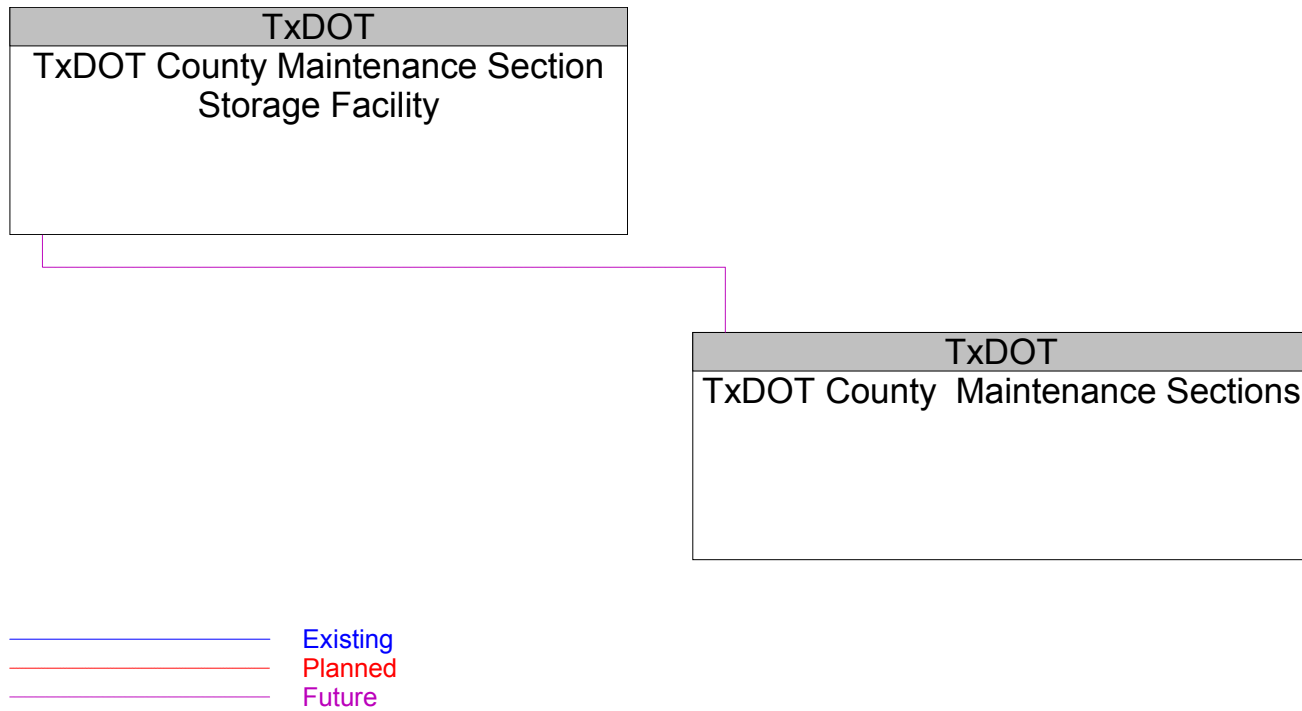 TxDOT
TxDOT County Maintenance Section
Storage Facility
TxDOT
TxDOT County  Maintenance Sections
Existing
Planned
Future